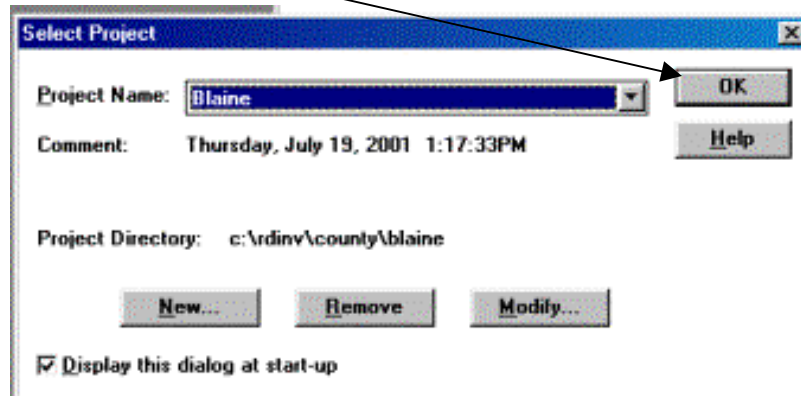 Select Project
Project Name: Blaine OK
Comment: Thursday, July 19, 2001 1:17:33PM Help
Project Directory: c:\rdinv\county\blaine
New... Remove Modify...
Display this dialog at start-up